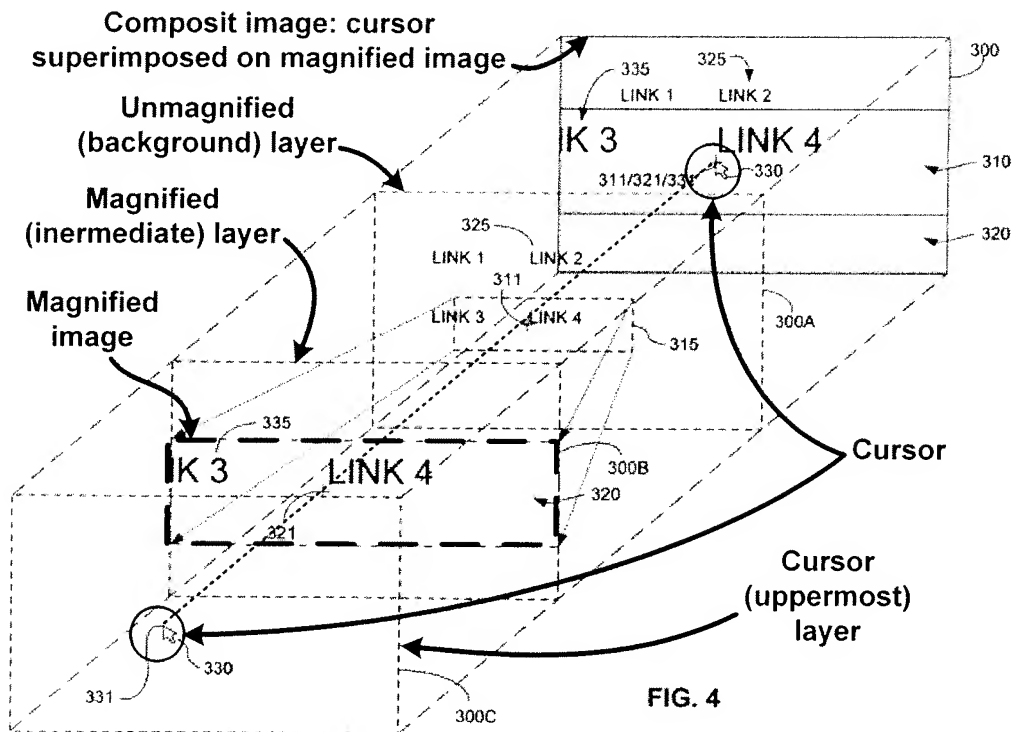 Composit image: cursor
superimposed on magnified image
300
335
325
LINK 1 LINK 2
Unmagnified
(background) layer
IK 3 LINK 4
330
310
311/321/331
320
Magnified
(inermediate) layer
325
LINK 1 LINK 2
311
LINK 3 LINK 4
315
300A
Magnified
image
335
IK 3 LINK 4
300B
320
321
Cursor
Cursor
(uppermost)
layer
330
331
300C
FIG. 4